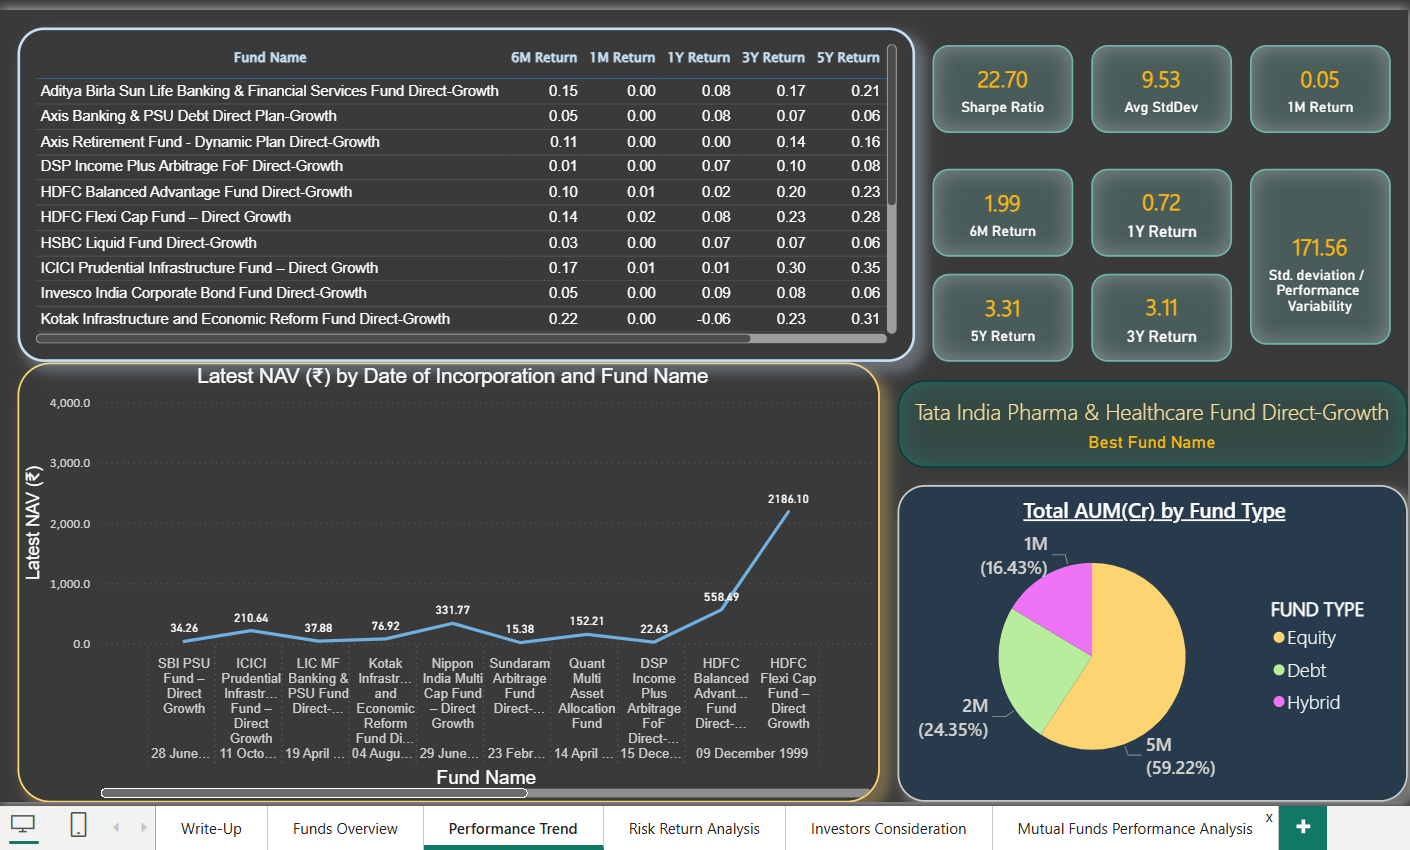 Fund Name 6M Return 1M Return 1Y Return 3Y Return 5Y Return
Aditya Birla Sun Life Banking & Financial Services Fund Direct-Growth 0.15 0.00 0.08 0.17 0.21
Axis Banking & PSU Debt Direct Plan-Growth 0.05 0.00 0.08 0.07 0.06
Axis Retirement Fund - Dynamic Plan Direct-Growth 0.11 0.00 0.00 0.14 0.16
DSP Income Plus Arbitrage FoF Direct-Growth 0.01 0.00 0.07 0.10 0.08
HDFC Balanced Advantage Fund Direct-Growth 0.10 0.01 0.02 0.20 0.23
HDFC Flexi Cap Fund – Direct Growth 0.14 0.02 0.08 0.23 0.28
HSBC Liquid Fund Direct-Growth 0.03 0.00 0.07 0.07 0.06
ICICI Prudential Infrastructure Fund – Direct Growth 0.17 0.01 0.01 0.30 0.35
Invesco India Corporate Bond Fund Direct-Growth 0.05 0.00 0.09 0.08 0.06
Kotak Infrastructure and Economic Reform Fund Direct-Growth 0.22 0.00 -0.06 0.23 0.31
22.70
Sharpe Ratio
9.53
Avg StdDev
0.05
1M Return
1.99
6M Return
0.72
1Y Return
171.56
Std. deviation /
Performance
Variability
3.31
5Y Return
3.11
3Y Return
Latest NAV (₹) by Date of Incorporation and Fund Name
Latest NAV (₹)
4,000.0
3,000.0
2,000.0
1,000.0
0.0
34.26
210.64
37.88
76.92
331.77
15.38
152.21
22.63
558.49
2186.10
SBI PSU
Fund –
Direct
Growth
28 June...
ICICI
Prudential
Infrastr...
Fund –
Direct
Growth
11 Octo...
LIC MF
Banking &
PSU Fund
Direct-...
19 April ...
Kotak
Infrastr...
and
Economic
Reform
Fund Di...
04 Augu...
Nippon
India Multi
Cap Fund
– Direct
Growth
29 June...
Sundaram
Arbitrage
Fund
Direct-...
23 Febr...
Quant
Multi
Asset
Allocation
Fund
14 April ...
DSP
Income
Plus
Arbitrage
FoF
Direct-...
15 Dece...
HDFC
Balanced
Advant...
Fund
Direct-...
HDFC
Flexi Cap
Fund –
Direct
Growth
09 December 1999
Fund Name
Tata India Pharma & Healthcare Fund Direct-Growth
Best Fund Name
Total AUM(Cr) by Fund Type
1M
(16.43%)
2M
(24.35%)
5M
(59.22%)
FUND TYPE
Equity
Debt
Hybrid
Write-Up
Funds Overview
Performance Trend
Risk Return Analysis
Investors Consideration
Mutual Funds Performance Analysis
x
+